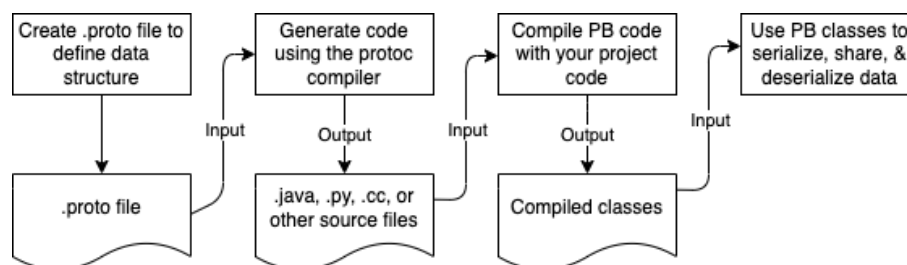 Create .proto file to
define data
structure
Generate code
using the protoc
compiler
Compile PB code
with your project
code
Use PB classes to
serialize, share, &
deserialize data
Input
Output
Input
Output
Input
.proto file
.java, .py, .cc, or
other source files
Compiled classes